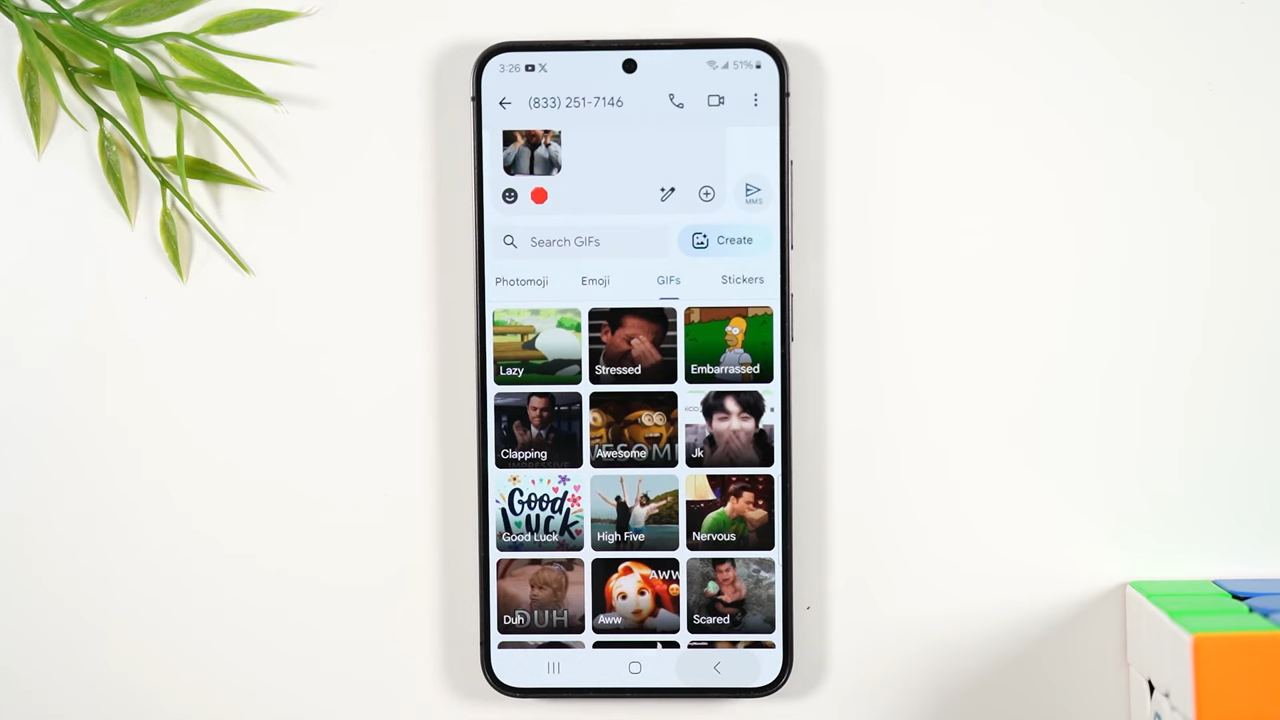 3:26 51%
(833) 251-7146
MMS
Search GIFs Create
Photomoji Emoji GIFs Stickers
Lazy Stressed Embarrassed
Clapping Awesome Jk
IMPRESSIVE
Good
Luck
Good Luck High Five Nervous
AWW
DUH
Duh Aww Scared